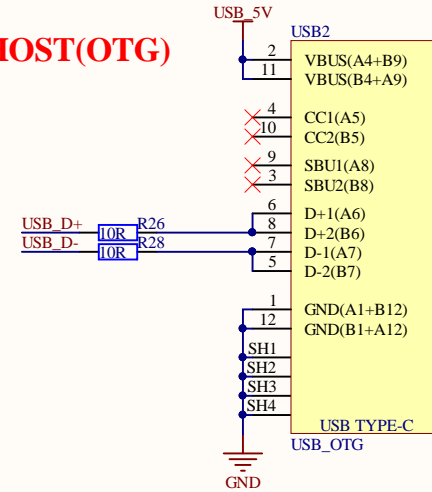 USB_5V
HOST(OTG)
USB2
2 VBUS(A4+B9)
11 VBUS(B4+A9)
4 CC1(A5)
10 CC2(B5)
9 SBU1(A8)
3 SBU2(B8)
6 D+1(A6)
USB_D+ 10R R26 8 D+2(B6)
USB_D- 10R R28 7 D-1(A7)
5 D-2(B7)
1 GND(A1+B12)
12 GND(B1+A12)
SH1
SH2
SH3
SH4
USB TYPE-C
USB_OTG
GND